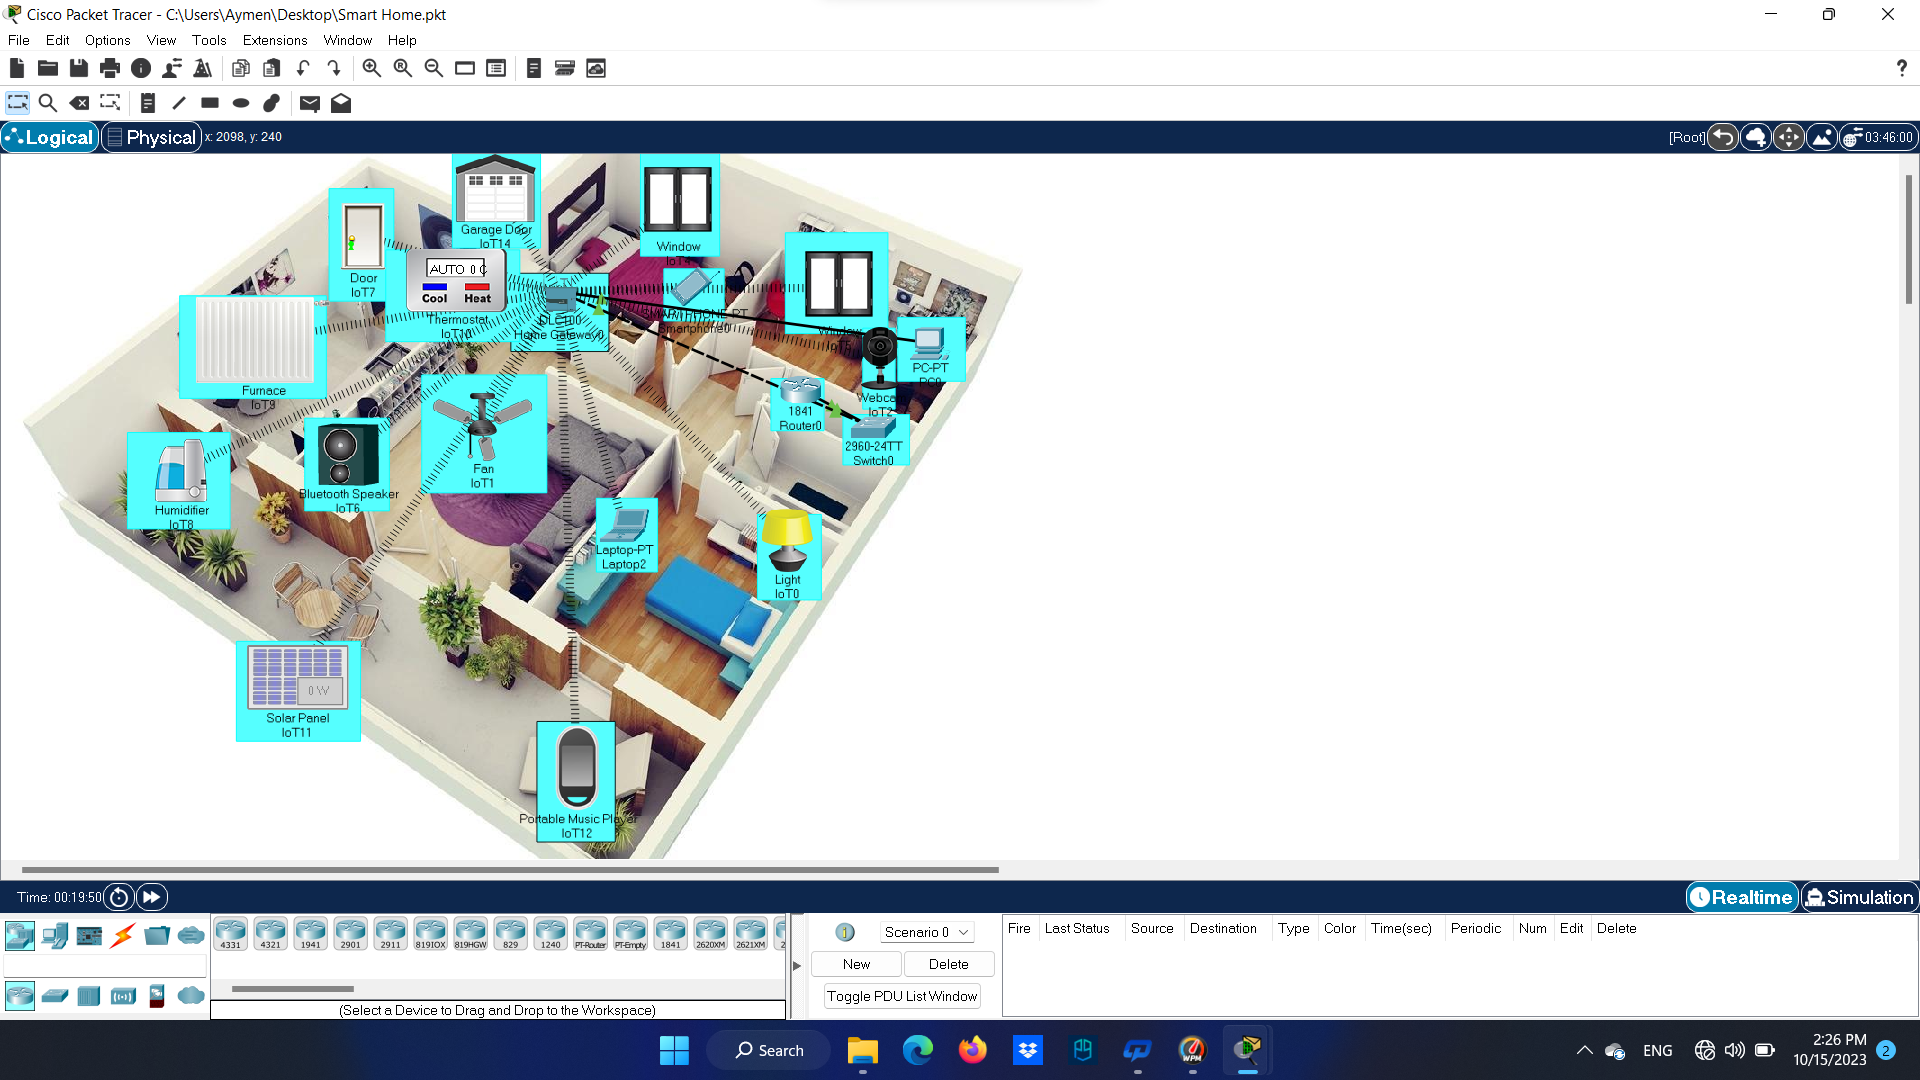 Cisco Packet Tracer - C:\Users\Aymen\Desktop\Smart Home.pkt
File Edit Options View Tools Extensions Window Help
Logical Physical x: 2098, y: 240 [Root] 03:46:00
Garage Door
IoT14
Window
IoT4
Door
IoT7
AUTO 0 C
Cool Heat
Thermostat
IoT10
DLC100
Home Gateway0
SMARTPHONE-PT
Smartphone0
Window
IoT5
PC-PT
PC0
Webcam
IoT2
Furnace
IoT9
1841
Router0
2960-24TT
Switch0
Fan
IoT1
Bluetooth Speaker
IoT6
Humidifier
IoT8
Laptop-PT
Laptop2
Light
IoT0
0 W
Solar Panel
IoT11
Portable Music Player
IoT12
Time: 00:19:50 Realtime Simulation
4331 4321 1941 2901 2911 819IOX 819HGW 829 1240 PT-Router PT-Empty 1841 2620XM 2621XM 2
(Select a Device to Drag and Drop to the Workspace)
1 Scenario 0
New Delete
Toggle PDU List Window
Fire Last Status Source Destination Type Color Time(sec) Periodic Num Edit Delete
Search
WPM
ENG
2:26 PM
10/15/2023
2